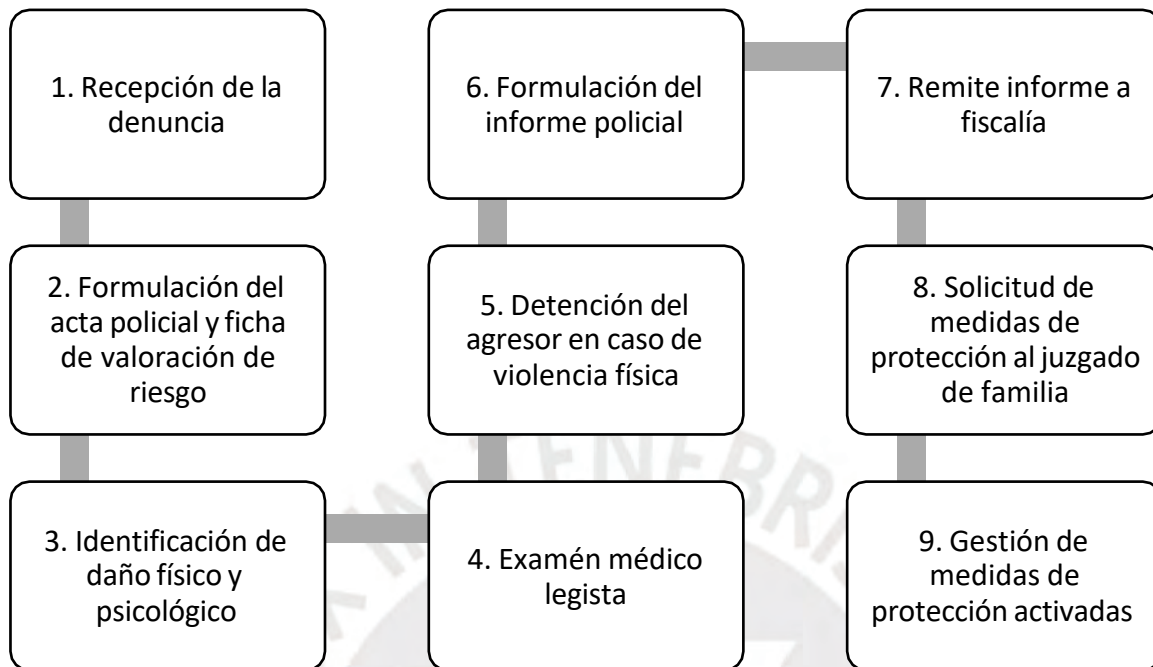 1. Recepción de la
denuncia
2. Formulación del
acta policial y ficha
de valoración de
riesgo
3. Identificación de
daño físico y
psicológico
4. Examén médico
legista
5. Detención del
agresor en caso de
violencia física
6. Formulación del
informe policial
7. Remite informe a
fiscalía
8. Solicitud de
medidas de
protección al juzgado
de familia
9. Gestión de
medidas de
protección activadas
IN TENEBRI